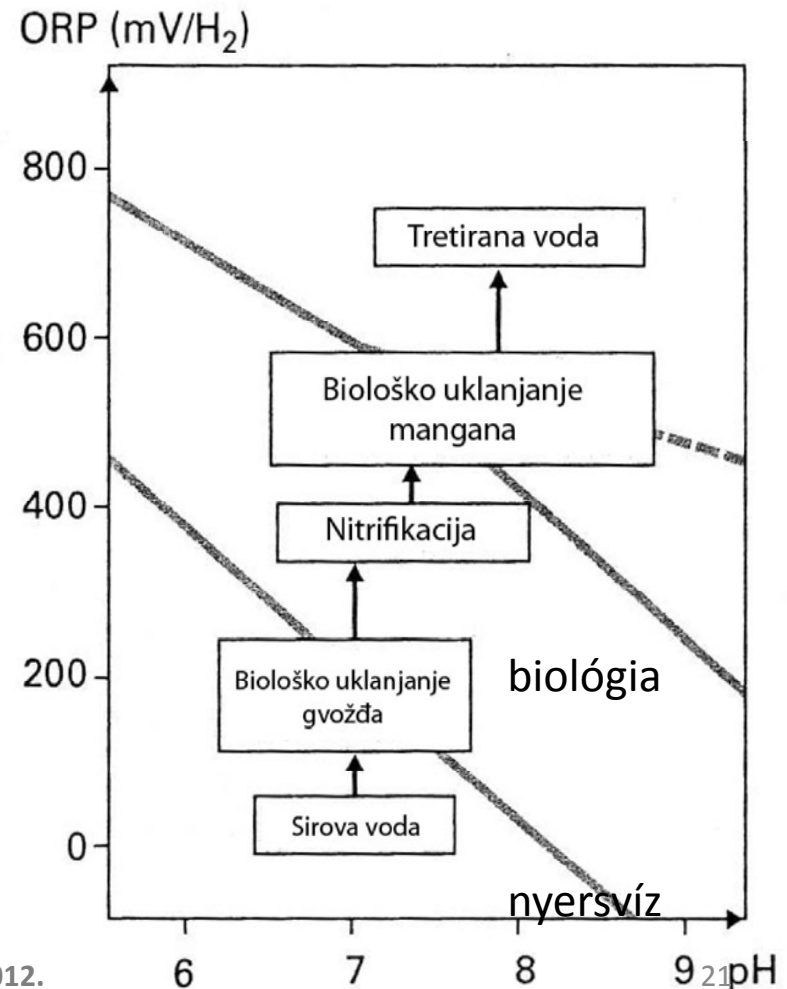 ORP (mV/H₂)
800
600
400
200
0
Tretirana voda
Biološko uklanjanje
mangana
Nitrifikacija
Biološko uklanjanje
gvožđa
biológia
Sirova voda
nyersvíz
6
7
8
9
21
pH
012.